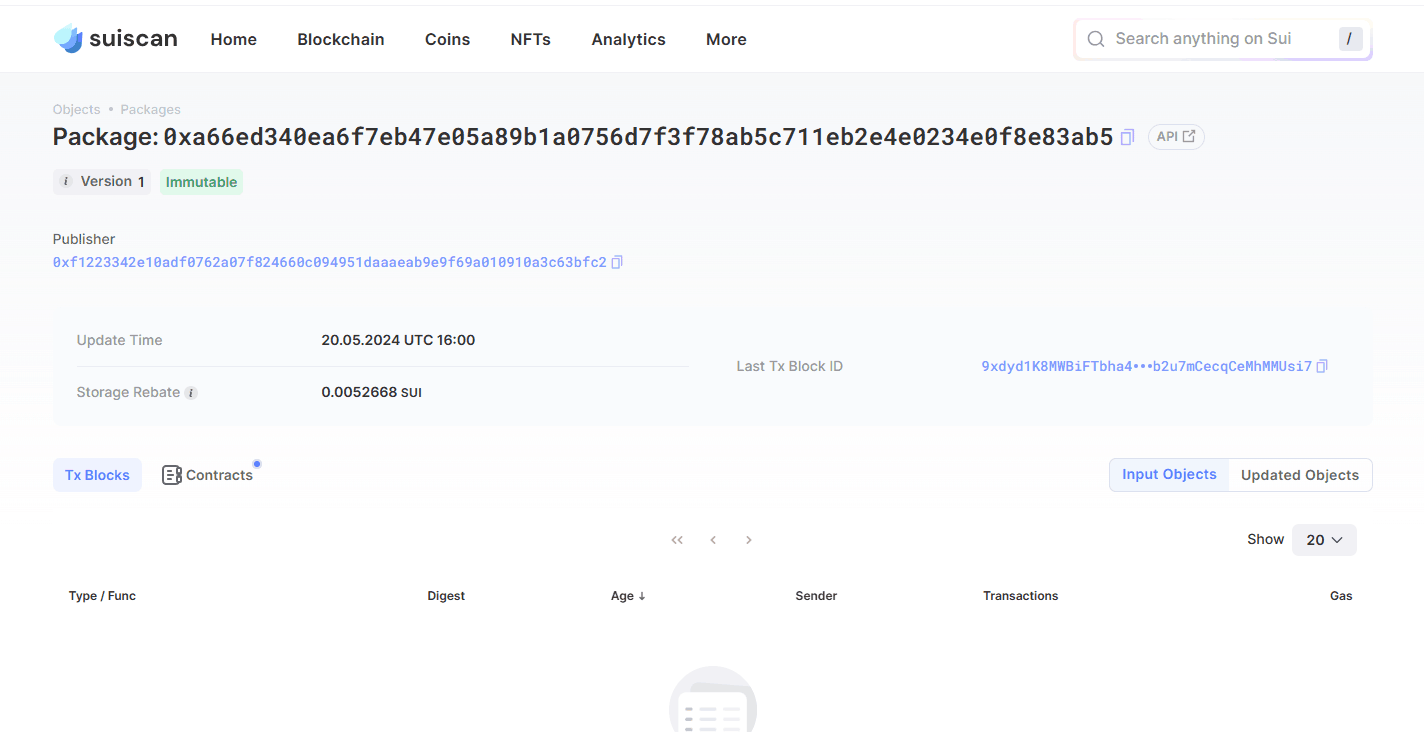 suiscan Home Blockchain Coins NFTs Analytics More Search anything on Sui /
Objects • Packages
Package: 0xa66ed340ea6f7eb47e05a89b1a0756d7f3f78ab5c711eb2e4e0234e0f8e83ab5 API
i Version 1 Immutable
Publisher
0xf1223342e10adf0762a07f824660c094951daaaeab9e9f69a010910a3c63bfc2
Update Time 20.05.2024 UTC 16:00
Last Tx Block ID 9xdyd1K8MWBiFTbha4•••b2u7mCecqCeMhMMUsi7
Storage Rebate i 0.0052668 SUI
Tx Blocks Contracts Input Objects Updated Objects
Show 20
Type / Func Digest Age ↓ Sender Transactions Gas